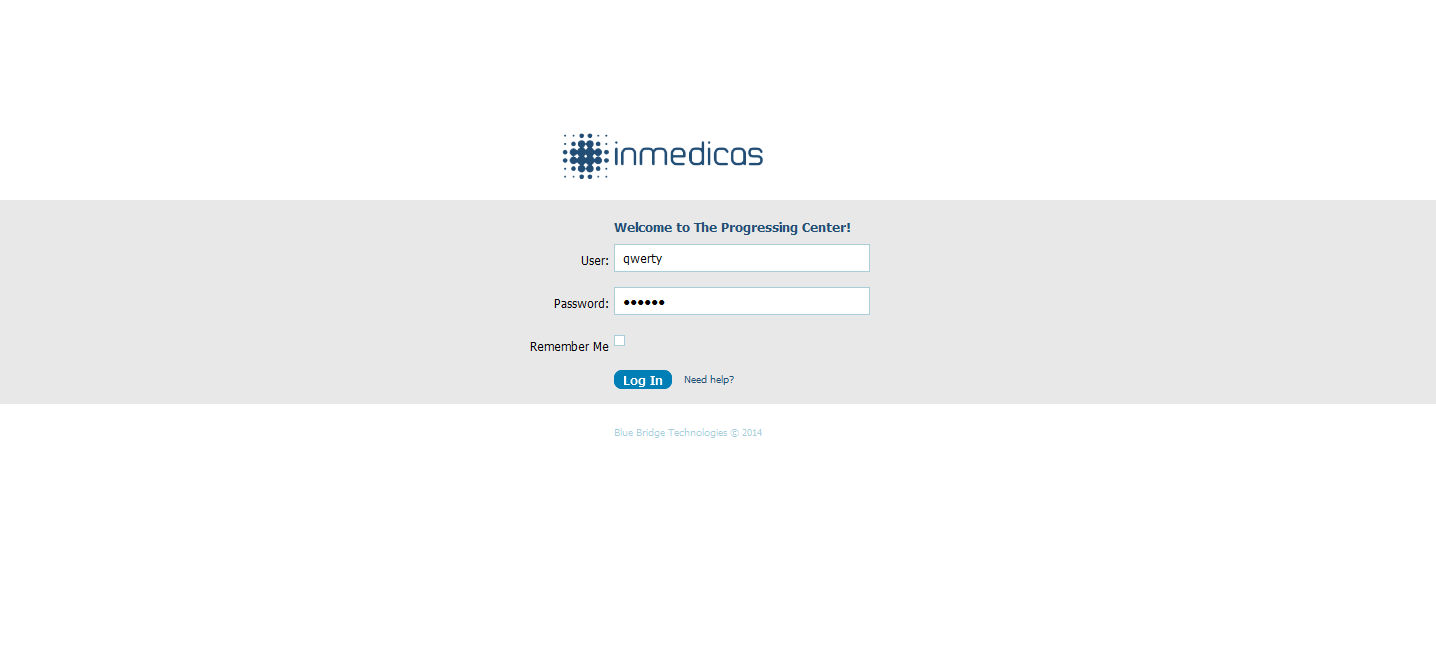 inmedicas
Welcome to The Progressing Center!
User: qwerty
Password: ●●●●●●
Remember Me
Log In Need help?
Blue Bridge Technologies © 2014